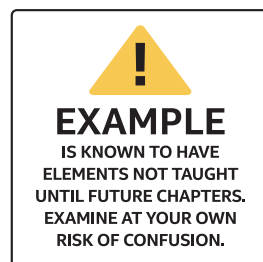 !
EXAMPLE
IS KNOWN TO HAVE
ELEMENTS NOT TAUGHT
UNTIL FUTURE CHAPTERS.
EXAMINE AT YOUR OWN
RISK OF CONFUSION.